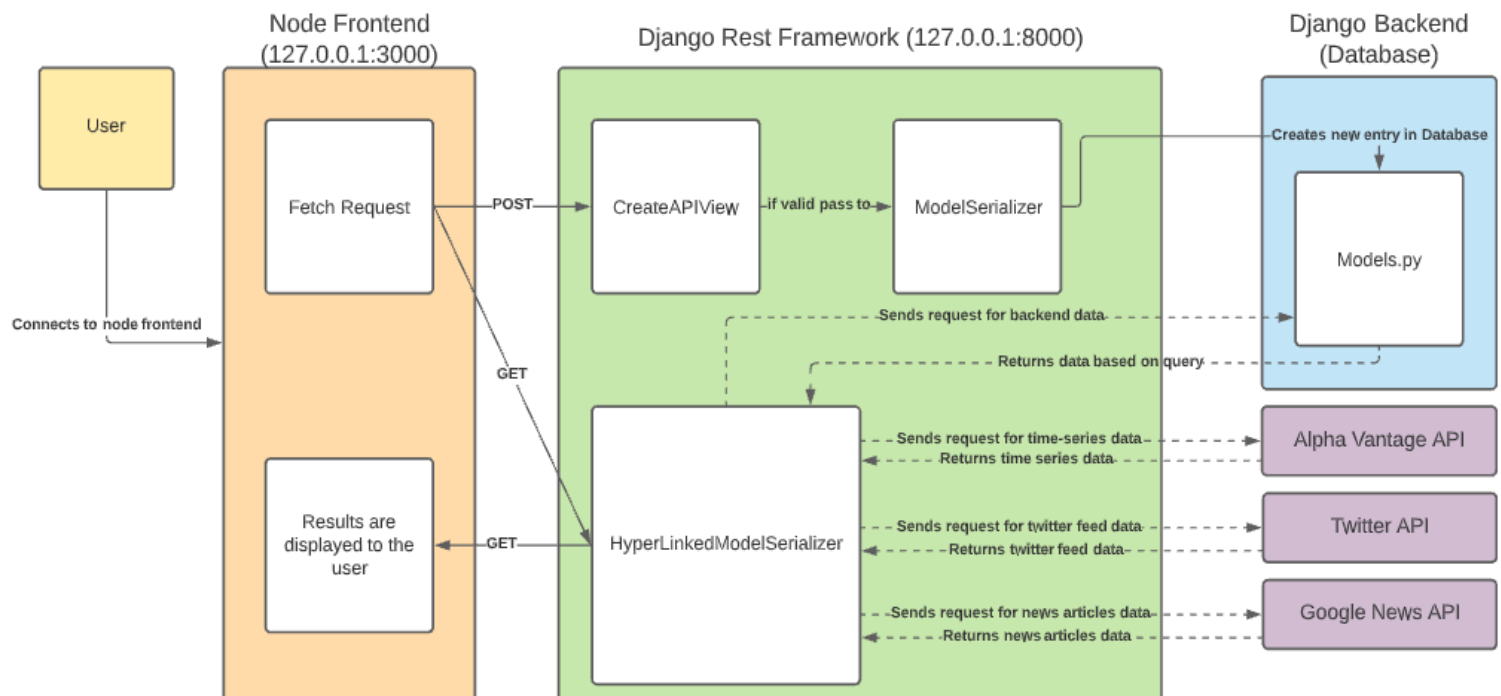 Node Frontend
(127.0.0.1:3000)
Django Rest Framework (127.0.0.1:8000)
Django Backend
(Database)
User
Fetch Request
POST
CreateAPIView
if valid pass to
ModelSerializer
Creates new entry in Database
Models.py
Connects to node frontend
Sends request for backend data
Returns data based on query
GET
Alpha Vantage API
Sends request for time-series data
Returns time series data
Results are
displayed to the
user
GET
HyperLinkedModelSerializer
Sends request for twitter feed data
Returns twitter feed data
Twitter API
Sends request for news articles data
Returns news articles data
Google News API